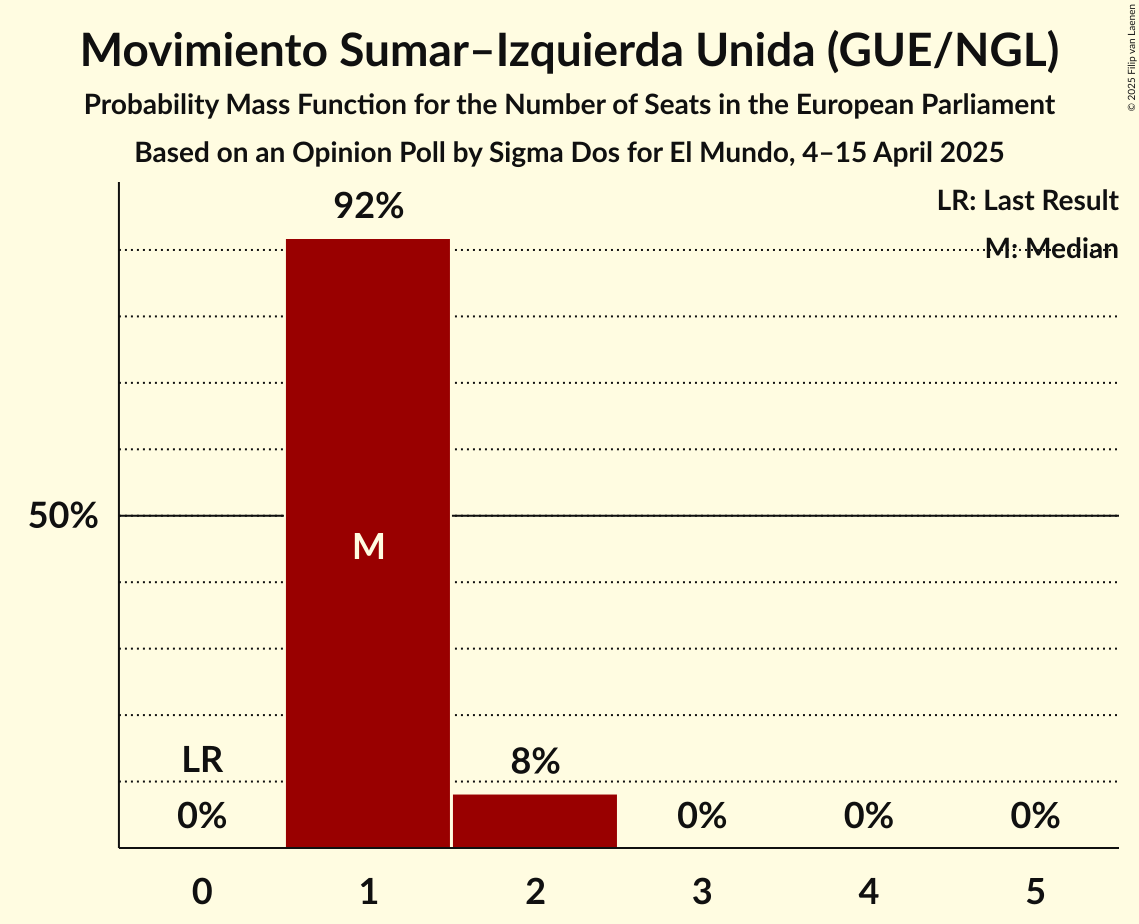 Movimiento Sumar–Izquierda Unida (GUE/NGL)
Probability Mass Function for the Number of Seats in the European Parliament
Based on an Opinion Poll by Sigma Dos for El Mundo, 4–15 April 2025
© 2025 Filip van Laenen
LR: Last Result
M: Median
92%
50%
M
LR
8%
0%
0%
0%
0%
0 1 2 3 4 5